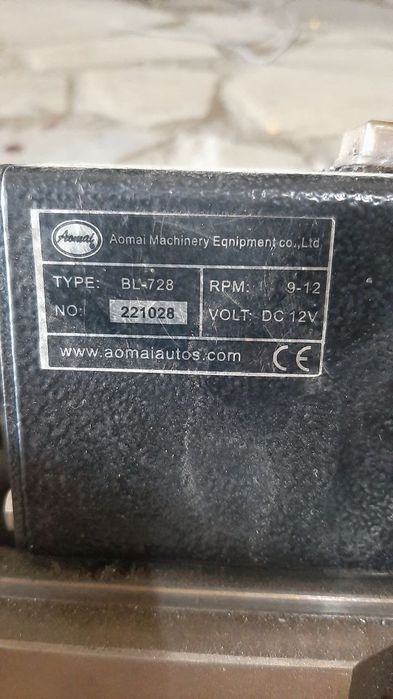 Aomai
Aomai Machinery Eqnipment co.,Ltd
TYPE: BL-728
RPM: 9-12
NO: 221028
VOLT: DC 12V
www.aomaiautos.com
CE